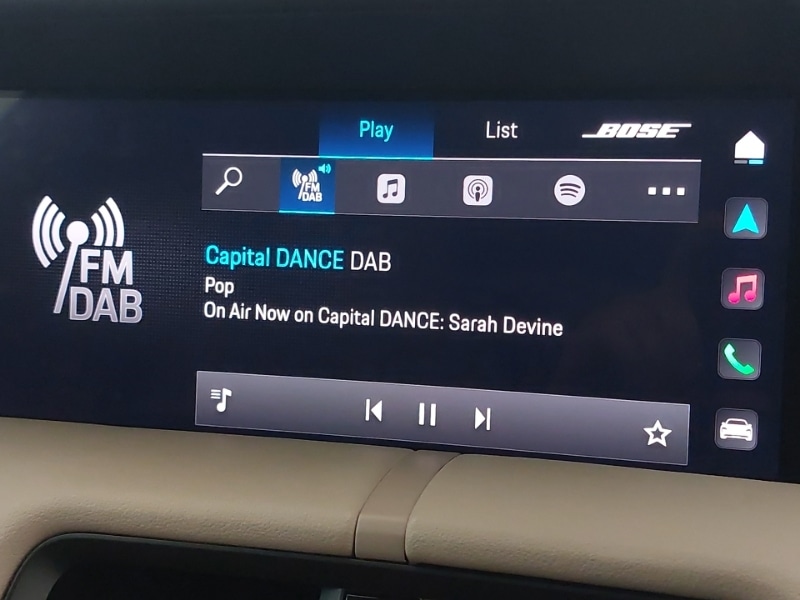 Play
List
BOSE
FM
DAB
FM
DAB
Capital DANCE DAB
Pop
On Air Now on Capital DANCE: Sarah Devine